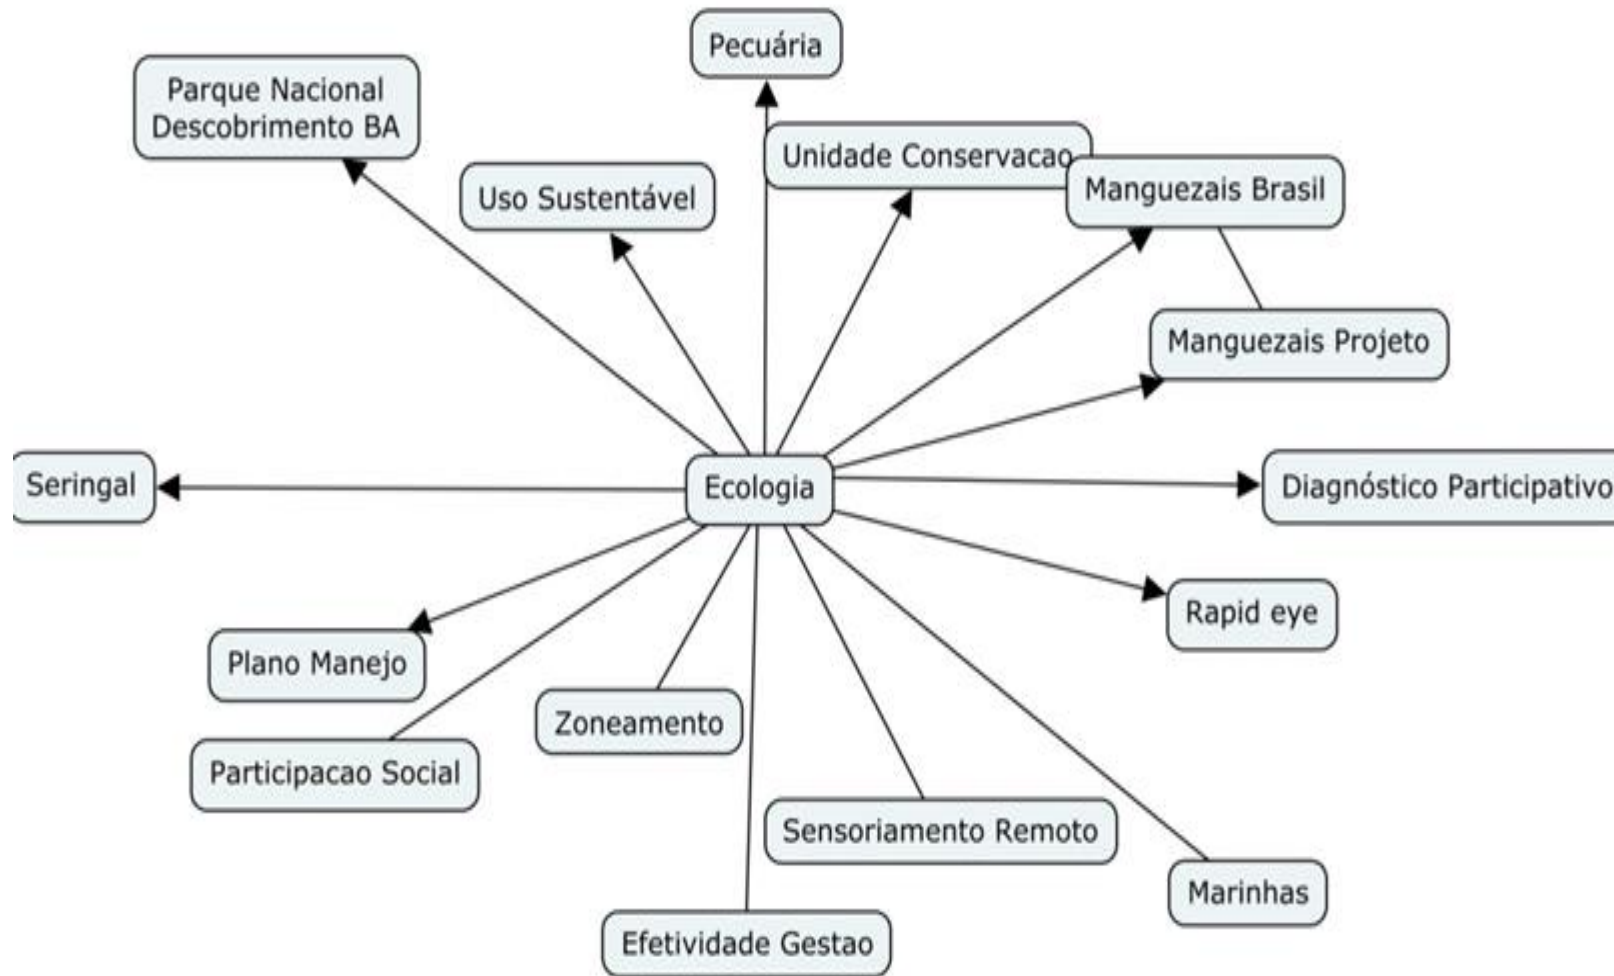 Pecuária
Parque Nacional
Descobrimento BA
Unidade Conservacao
Uso Sustentável
Manguezais Brasil
Manguezais Projeto
Seringal
Ecologia
Diagnóstico Participativo
Rapid eye
Plano Manejo
Zoneamento
Participacao Social
Sensoriamento Remoto
Marinhas
Efetividade Gestao